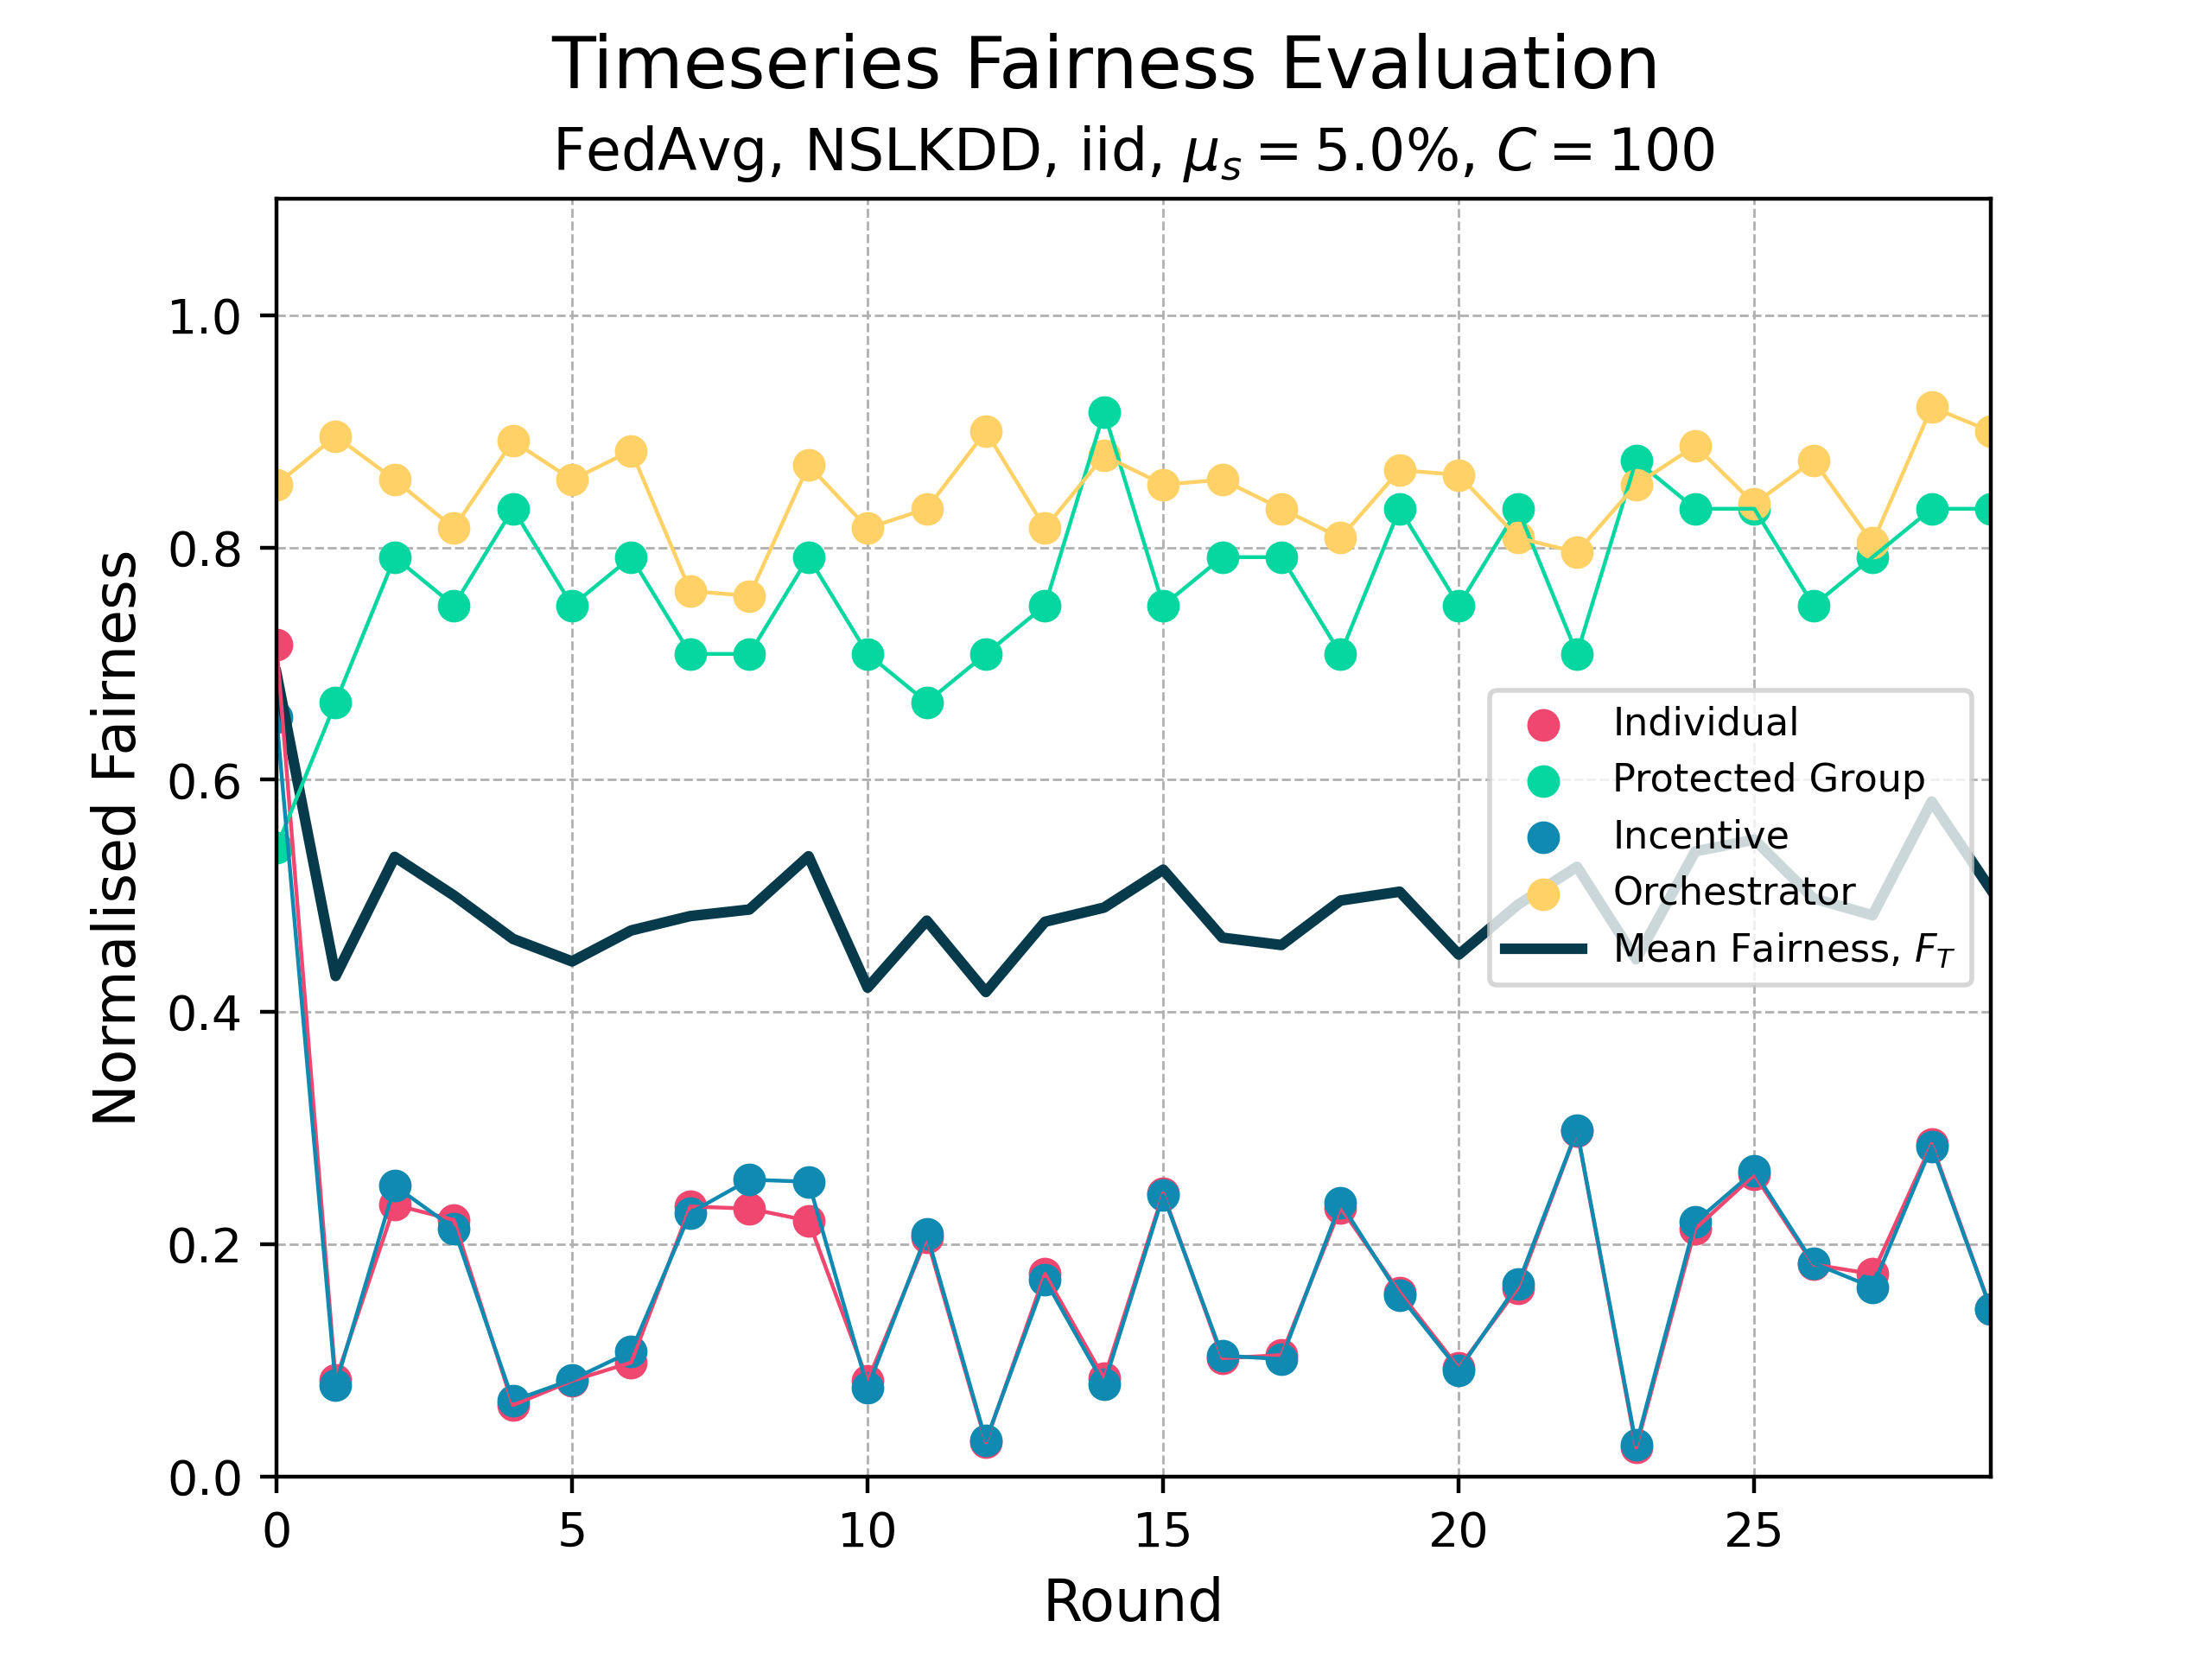 Timeseries Fairness Evaluation
FedAvg, NSLKDD, iid, $\mu_s = 5.0\%$, $C = 100$
Normalised Fairness
1.0
0.8
0.6
0.4
0.2
0.0
Individual
Protected Group
Incentive
Orchestrator
Mean Fairness, $F_T$
0 5 10 15 20 25
Round